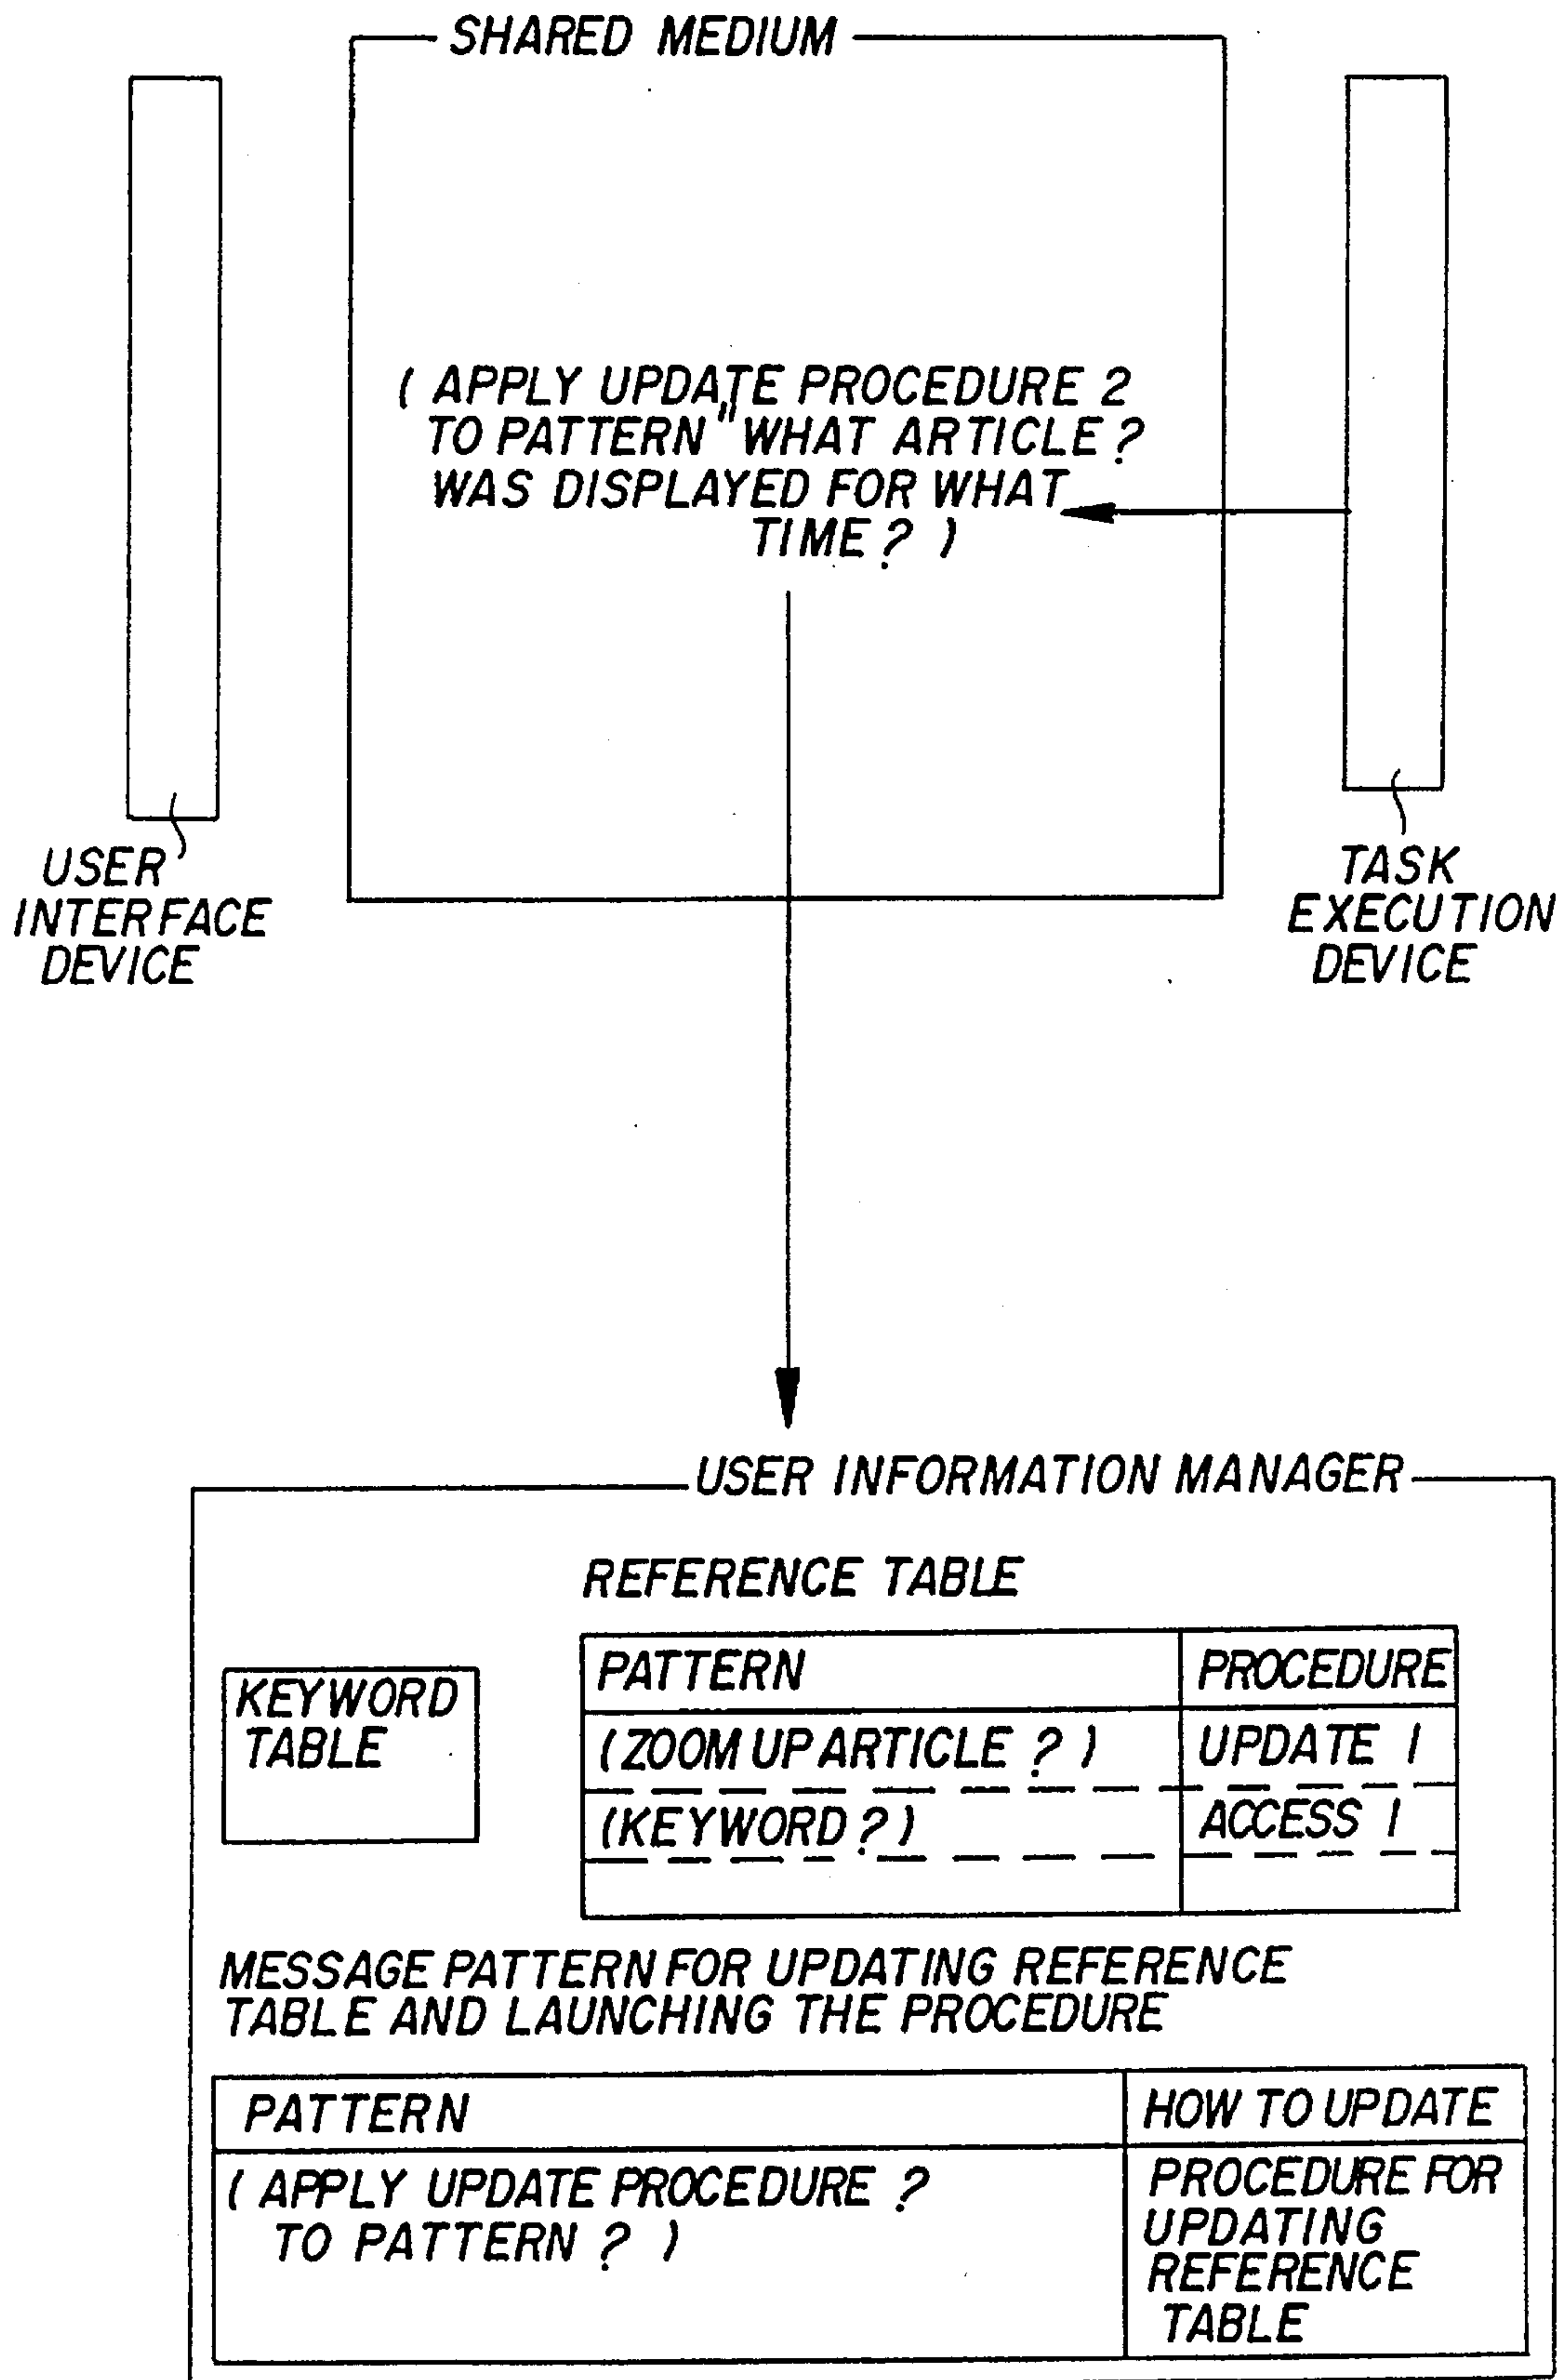 SHARED MEDIUM
( APPLY UPDATE PROCEDURE 2
TO PATTERN "WHAT ARTICLE ?
WAS DISPLAYED FOR WHAT
TIME ? )
USER
INTERFACE
DEVICE
TASK
EXECUTION
DEVICE
USER INFORMATION MANAGER
REFERENCE TABLE
KEYWORD
TABLE
PATTERN PROCEDURE
(ZOOM UP ARTICLE ? ) UPDATE 1
(KEYWORD ?) ACCESS 1
MESSAGE PATTERN FOR UPDATING REFERENCE
TABLE AND LAUNCHING THE PROCEDURE
PATTERN HOW TO UPDATE
( APPLY UPDATE PROCEDURE ?
TO PATTERN ? )
PROCEDURE FOR
UPDATING
REFERENCE
TABLE